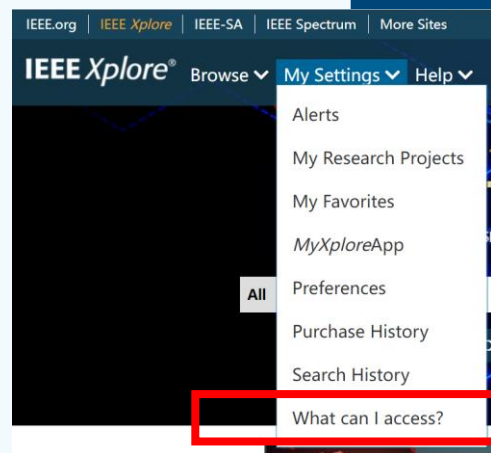 IEEE.org | IEEE Xplore | IEEE-SA | IEEE Spectrum | More Sites
IEEE Xplore® Browse My Settings Help
Alerts
My Research Projects
My Favorites
MyXploreApp
All Preferences
Purchase History
Search History
What can I access?